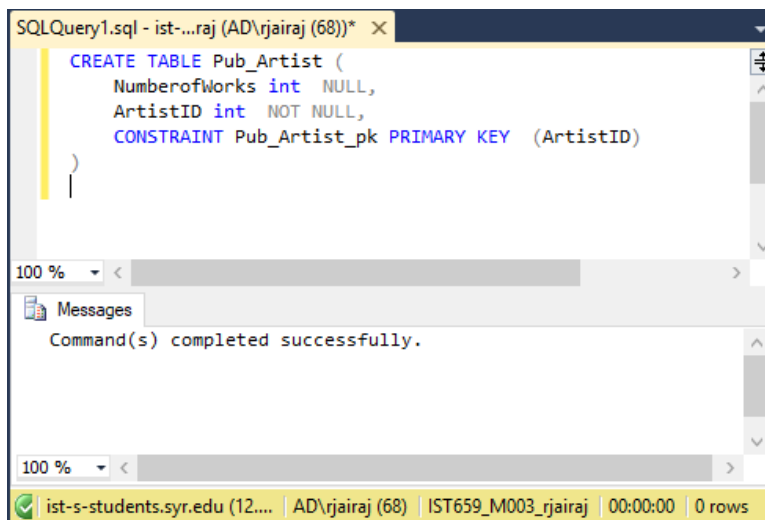 SQLQuery1.sql - ist-...raj (AD\rjairaj (68))*
CREATE TABLE Pub_Artist (
NumberofWorks int NULL,
ArtistID int NOT NULL,
CONSTRAINT Pub_Artist_pk PRIMARY KEY (ArtistID)
)
100 %
Messages
Command(s) completed successfully.
100 %
ist-s-students.syr.edu (12.... AD\rjairaj (68) IST659_M003_rjairaj 00:00:00 0 rows